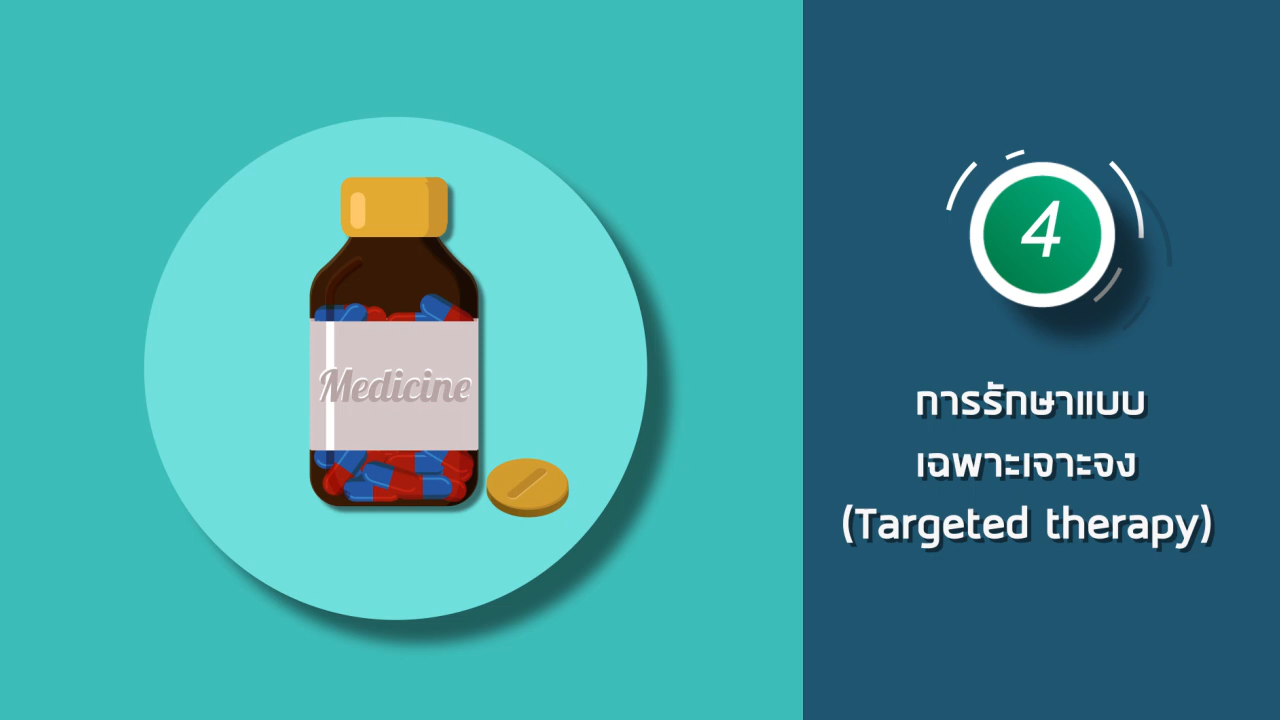 Medicine
4
การรักษาแบบ
เฉพาะเจาะจง
(Targeted therapy)